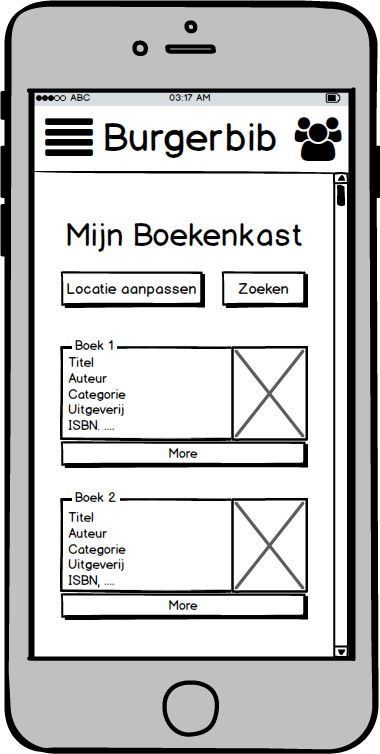 ABC 03:17 AM
Burgerbib
Mijn Boekenkast
Locatie aanpassen Zoeken
Boek 1
Titel
Auteur
Categorie
Uitgeverij
ISBN. ....
More
Boek 2
Titel
Auteur
Categorie
Uitgeverij
ISBN, ....
More